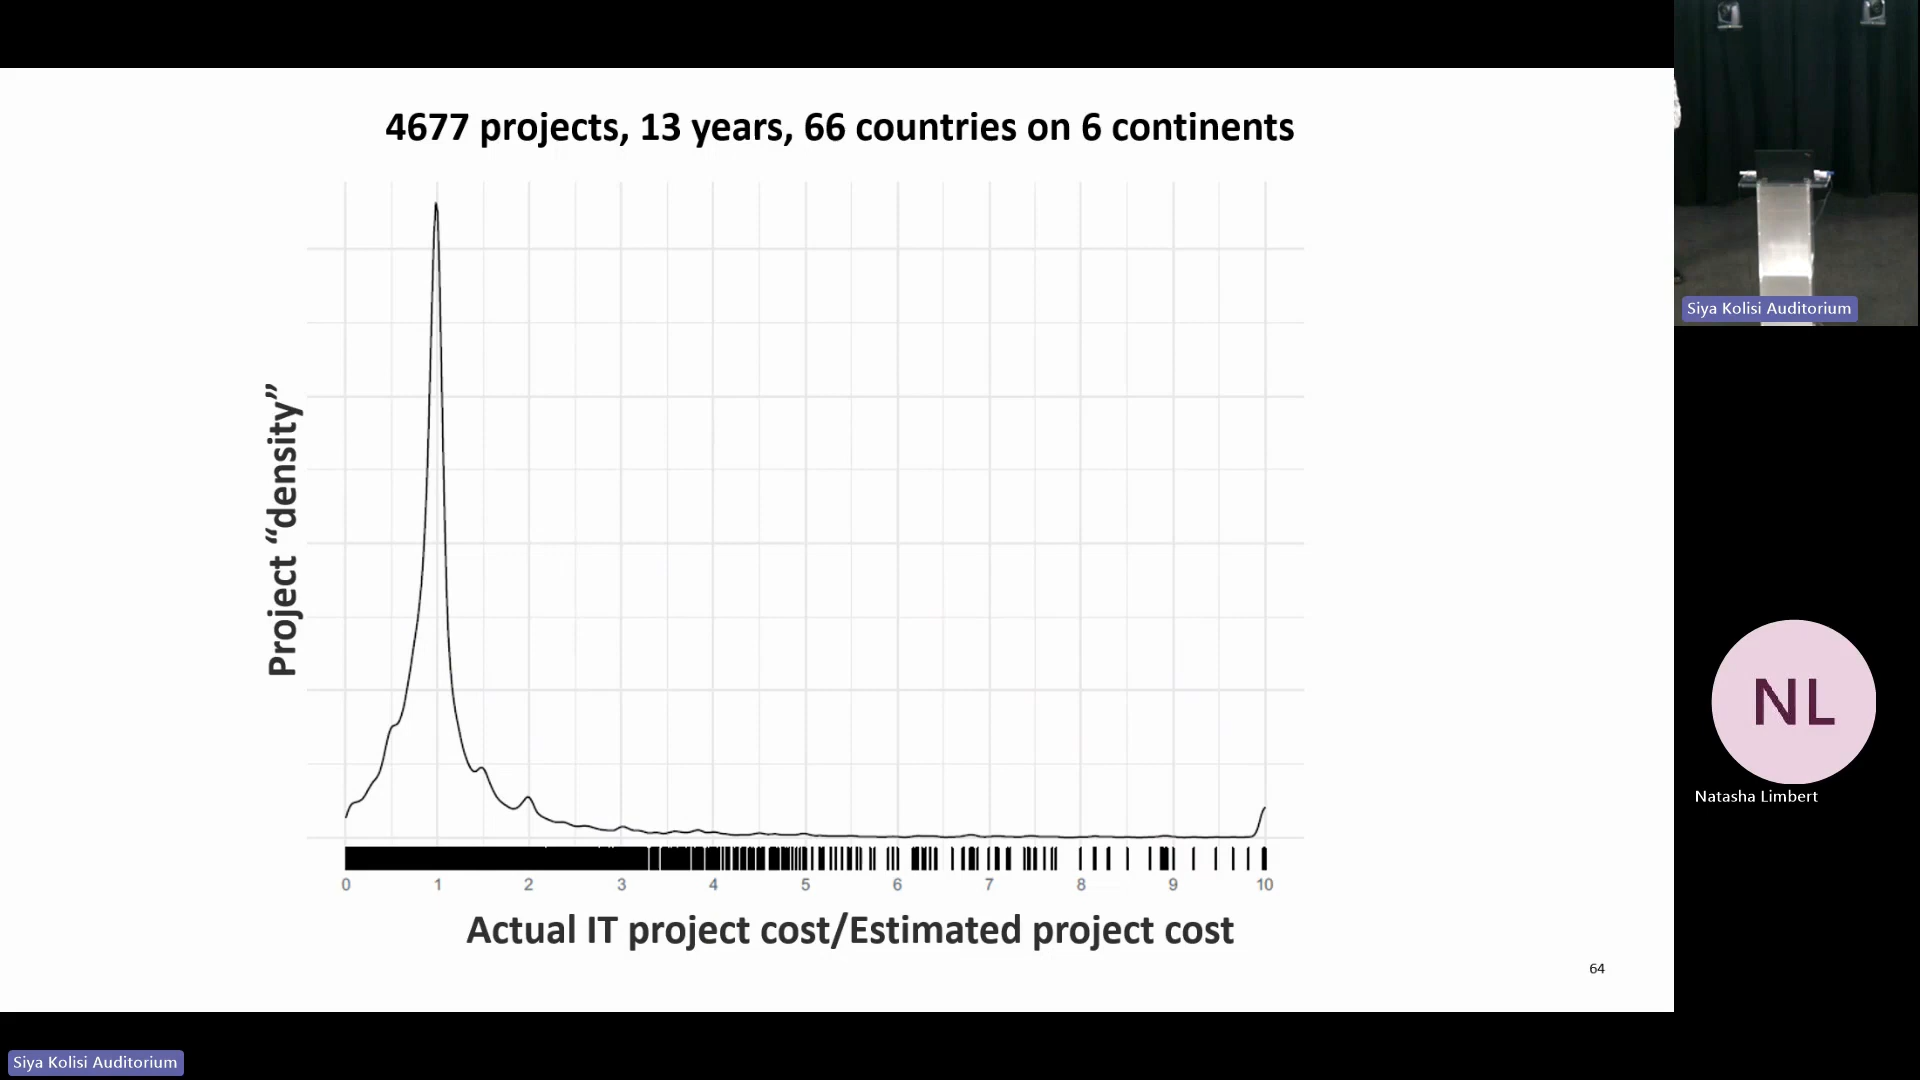 4677 projects, 13 years, 66 countries on 6 continents
Project “density”
0 1 2 3 4 5 6 7 8 9 10
Actual IT project cost/Estimated project cost
64
Siya Kolisi Auditorium
NL
Natasha Limbert
Siya Kolisi Auditorium